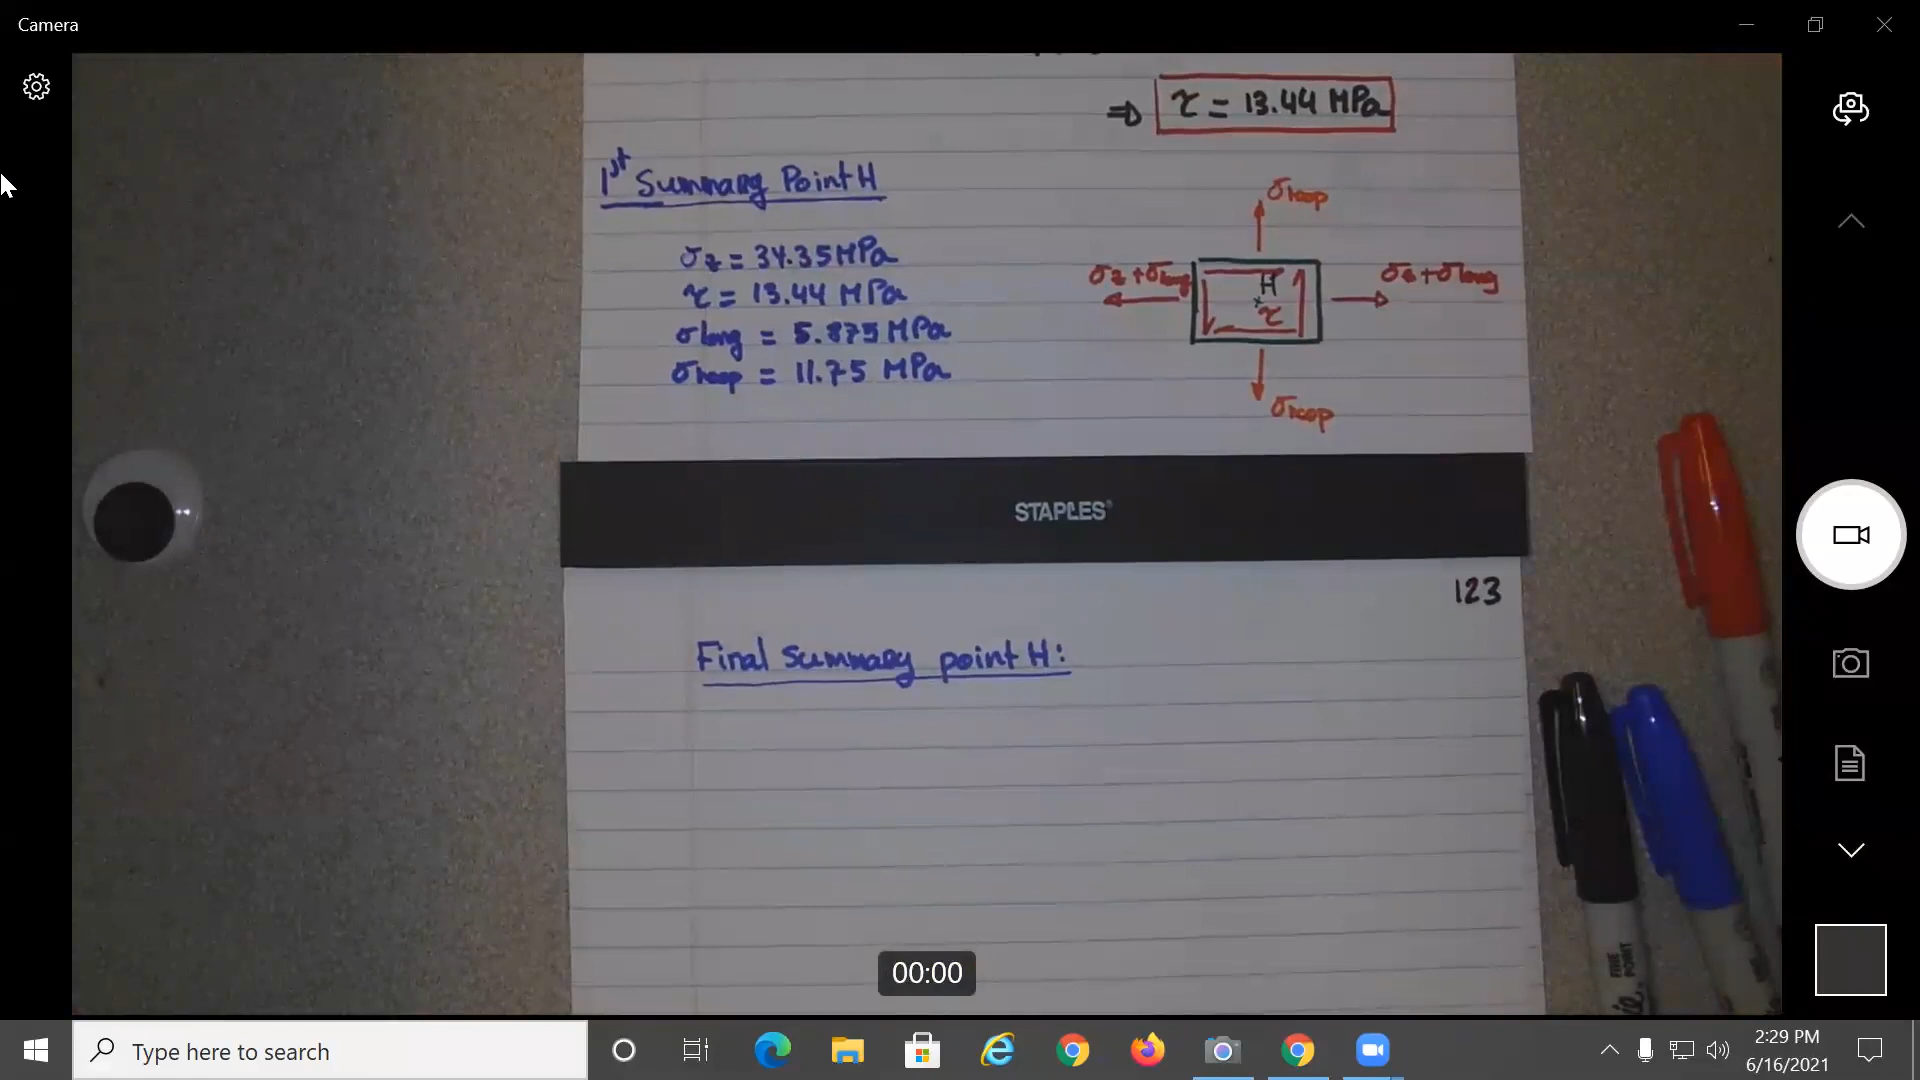 Camera
⇒ τ = 13.44 MPa
1st Summary Point H
σz = 34.35 MPa
τ = 13.44 MPa
σlong = 5.875 MPa
σhoop = 11.75 MPa
σhoop
σz + σlong
H
τ
σz + σlong
σhoop
STAPLES
123
Final summary point H:
FINE
POINT
00:00
Type here to search
2:29 PM
6/16/2021